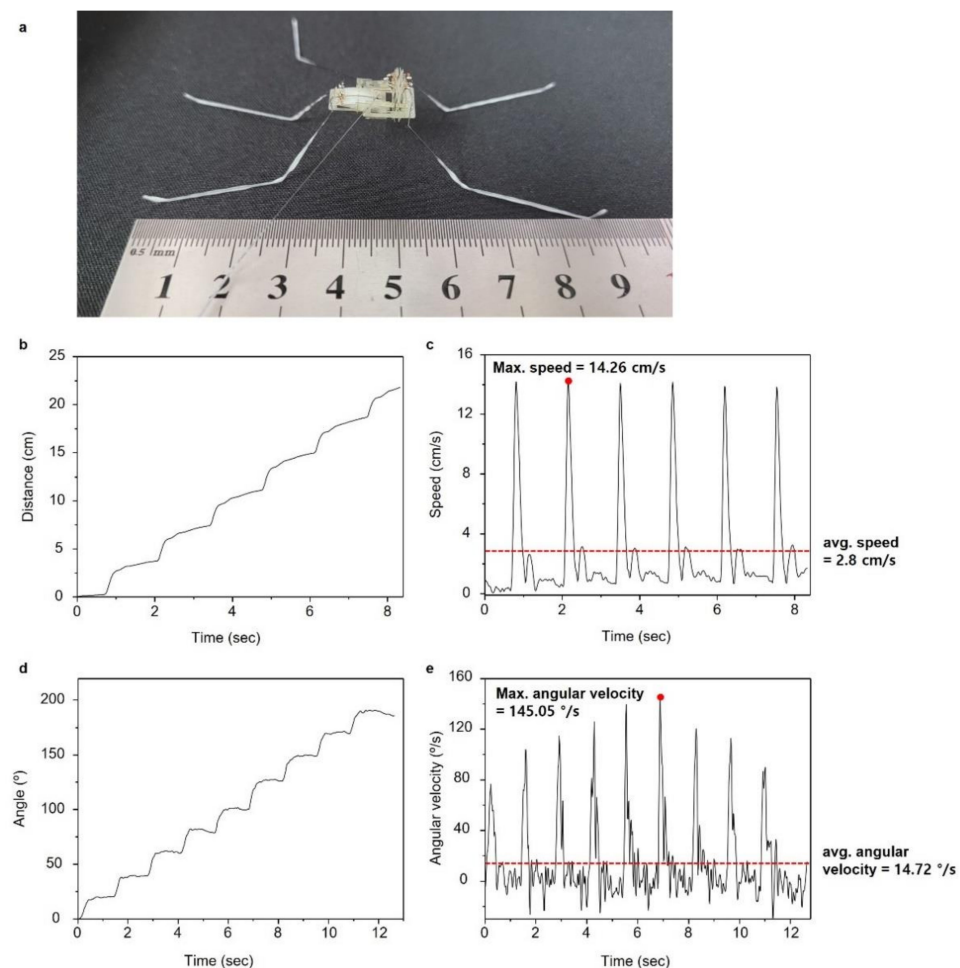 a
0.5 mm
1 2 3 4 5 6 7 8 9
b
25
20
15
10
5
0
Distance (cm)
0 2 4 6 8
Time (sec)
c
16
12
8
4
0
Speed (cm/s)
Max. speed = 14.26 cm/s
avg. speed
= 2.8 cm/s
0 2 4 6 8
Time (sec)
d
200
150
100
50
0
Angle (°)
0 2 4 6 8 10 12
Time (sec)
e
160
120
80
40
0
Angular velocity (°/s)
Max. angular velocity
= 145.05 °/s
avg. angular
velocity = 14.72 °/s
0 2 4 6 8 10 12
Time (sec)